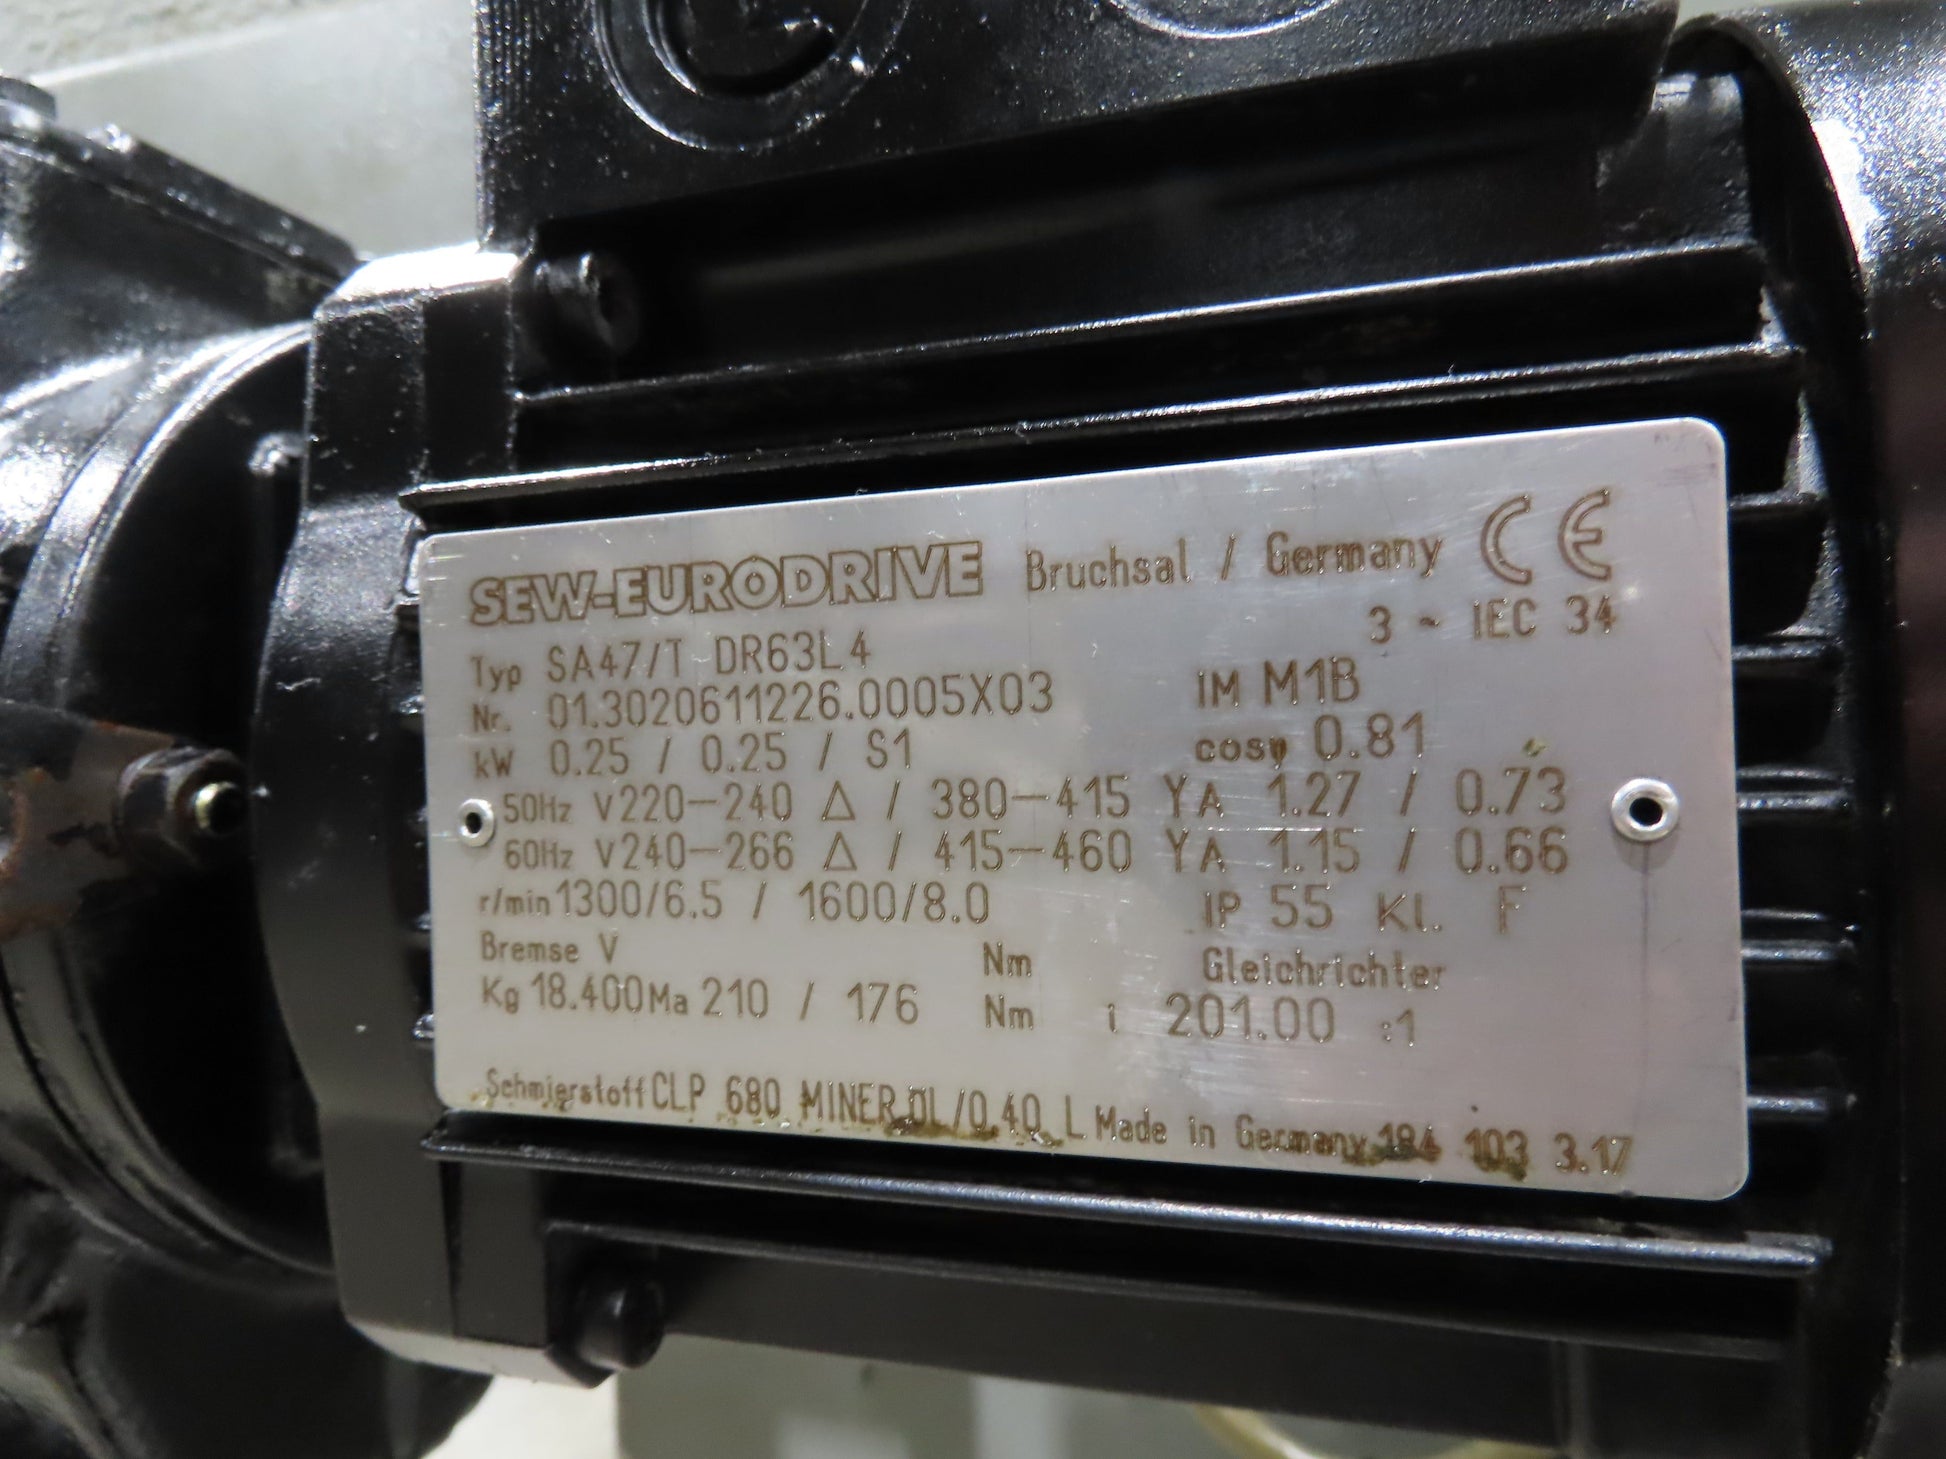 SEW-EURODRIVE Bruchsal / Germany CE
3 ~ IEC 34
Typ SA47/T DR63L4
Nr. 01.3020611226.0005X03 IM M1B
kW 0.25 / 0.25 / S1 cosφ 0.81
50Hz V220-240 Δ / 380-415 Y A 1.27 / 0.73
60Hz V240-266 Δ / 415-460 Y A 1.15 / 0.66
r/min 1300/6.5 / 1600/8.0 IP 55 Kl. F
Bremse V Nm Gleichrichter
Kg 18.400 Ma 210 / 176 Nm i 201.00 :1
Schmierstoff CLP 680 MINER.ÖL/0.40 L Made in Germany 184 103 3.17